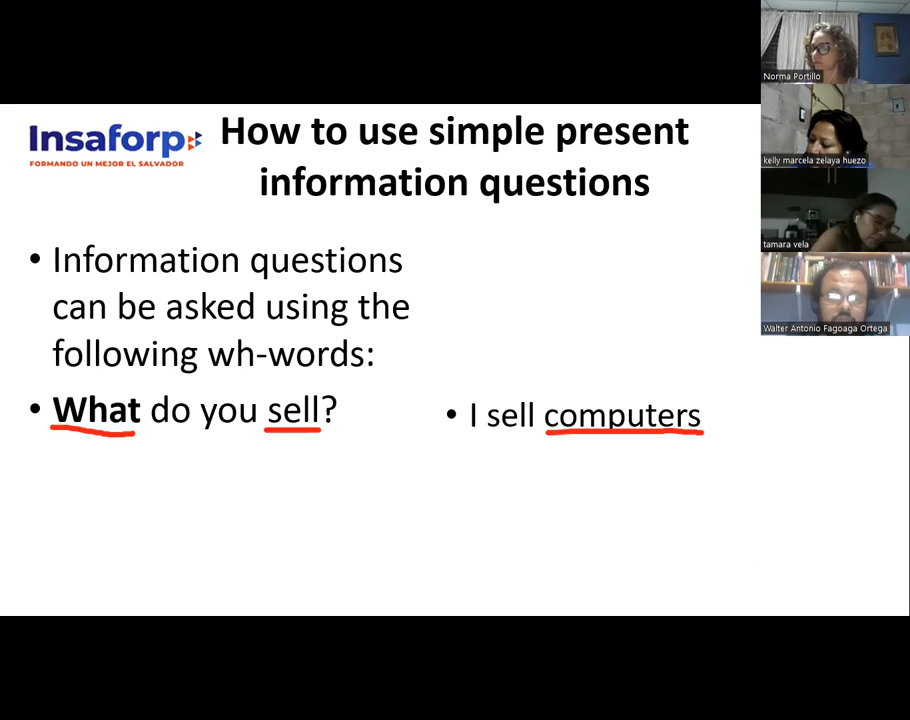 Insaforp
FORMANDO UN MEJOR EL SALVADOR
How to use simple present
information questions
• Information questions
can be asked using the
following wh-words:
• What do you sell?
• I sell computers
Norma Portillo
kelly marcela zelaya huezo
tamara vela
Walter Antonio Fagoaga Ortega